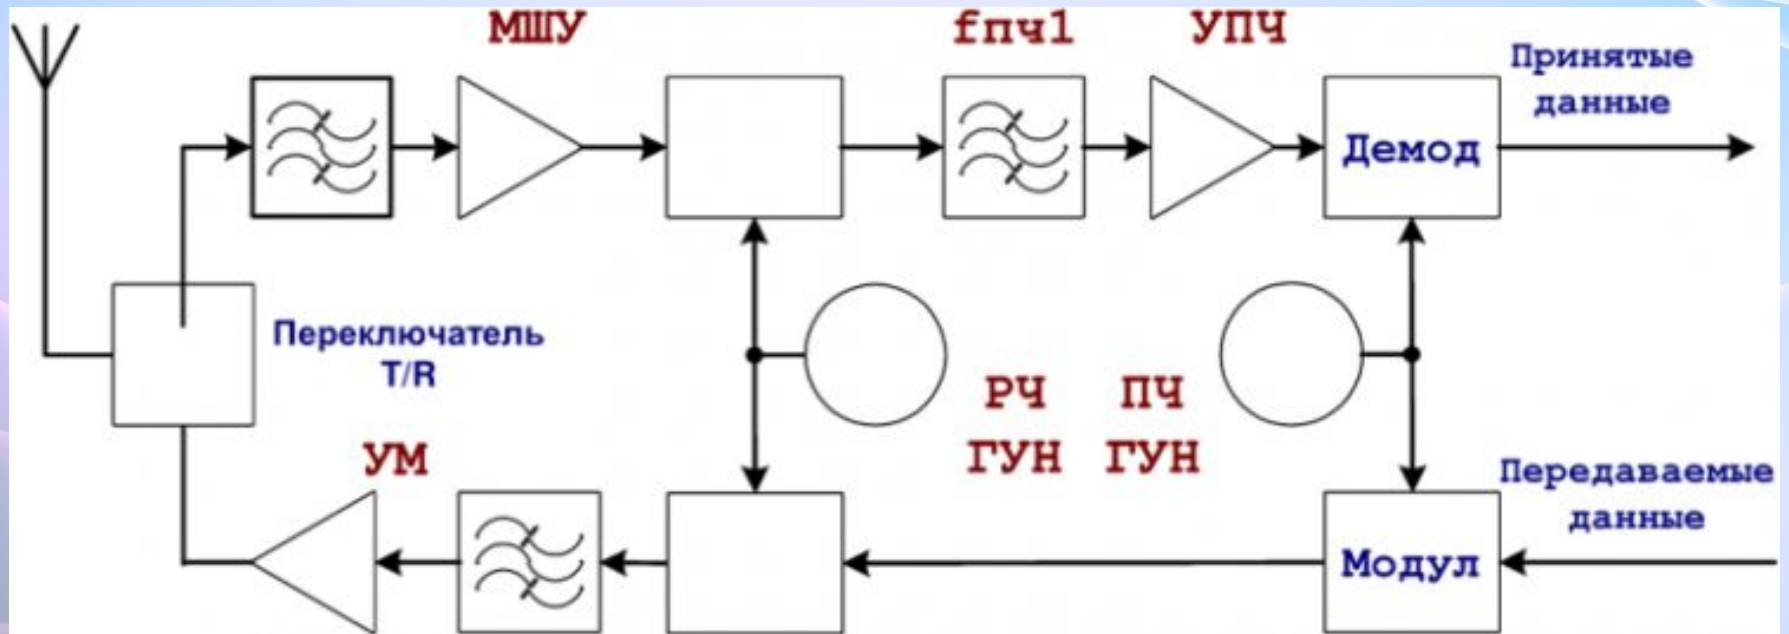 МШУ
fпч1
УПЧ
Принятые
данные
Демод
Переключатель
T/R
РЧ
ГУН
ПЧ
ГУН
УМ
Передаваемые
данные
Модул